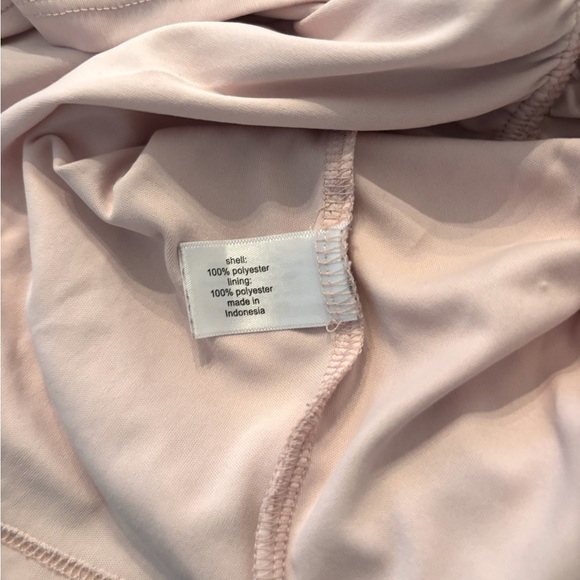 shell:
100% polyester
lining:
100% polyester
made in
Indonesia